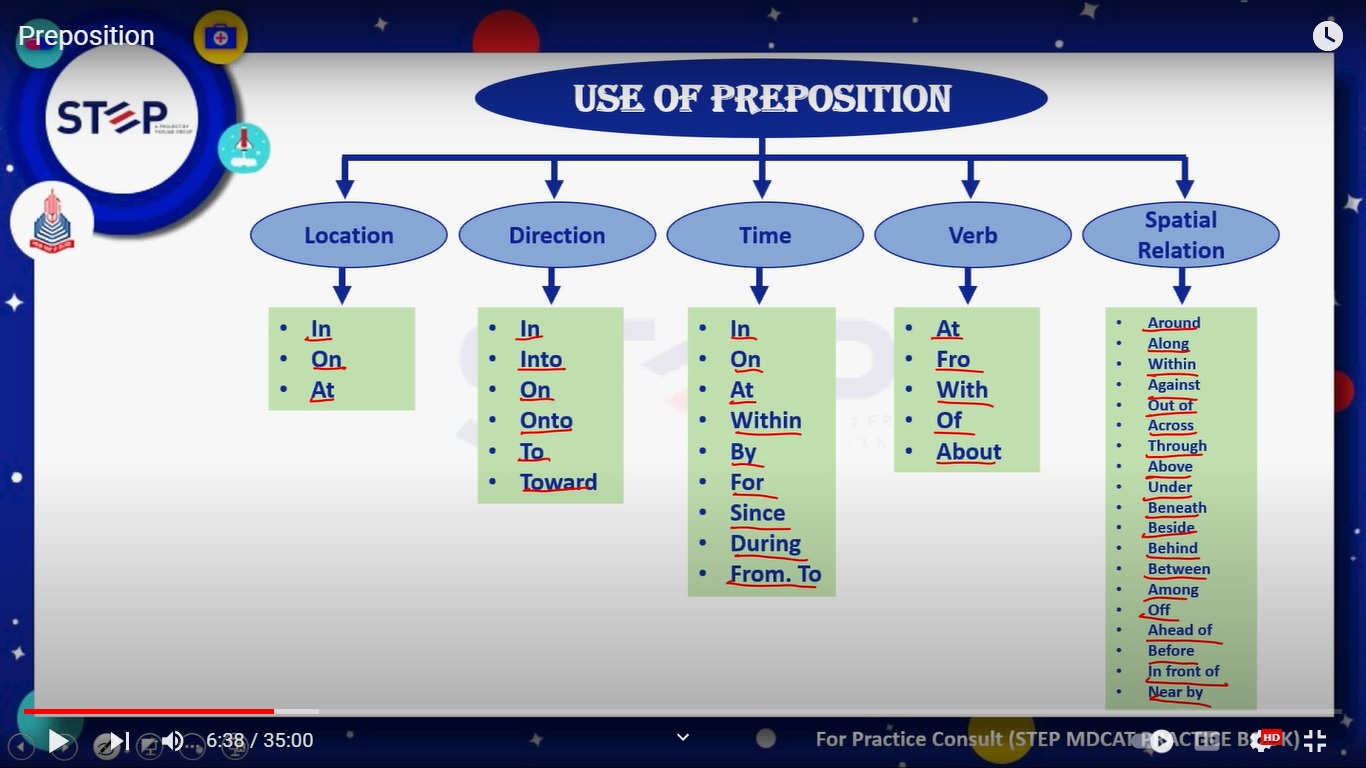 Preposition
STEP
USE OF PREPOSITION
Location
Direction
Time
Verb
Spatial
Relation
In
On
At
In
Into
On
Onto
To
Toward
In
On
At
Within
By
For
Since
During
From. To
At
Fro
With
Of
About
Around
Along
Within
Against
Out of
Across
Through
Above
Under
Beneath
Beside
Behind
Between
Among
Off
Ahead of
Before
In front of
Near by
6:38 / 35:00
For Practice Consult (STEP MDCAT PRACTICE B
K)
HD